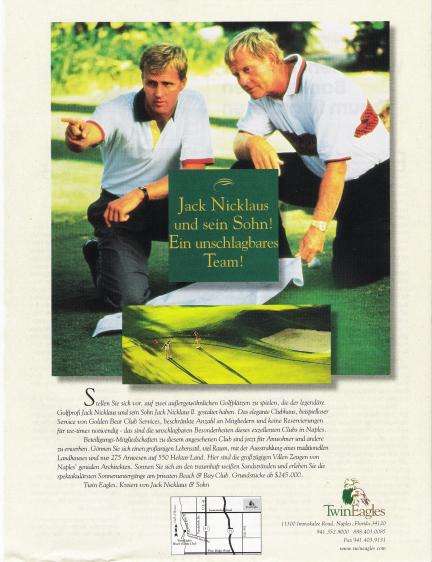 Jack Nicklaus
und sein Sohn!
Ein unschlagbares
Team!
Stellen Sie sich vor, auf zwei außergewöhnlichen Golfplätzen zu spielen, die der legendäre
Golfprofi Jack Nicklaus und sein Sohn Jack Nicklaus II. gestaltet haben. Das elegante Clubhaus, beispielloser
Service von Golden Bear Club Services, beschränkte Anzahl an Mitgliedern und keine Reservierungen
für tee-times notwendig - das sind die unschlagbaren Besonderheiten dieses exzellenten Clubs in Naples.
Beteiligungs-Mitgliedschaften zu diesem angesehenen Club sind jetzt für Anwohner und andere
zu erwerben. Gönnen Sie sich einen großartigen Lebensstil, viel Raum, mit der Ausstrahlung eines traditionellen
Landhauses und nur 275 Anwesen auf 550 Hektar Land. Hier sind die großzügigen Villen Zeugen von
Naples' genialen Architekten. Sonnen Sie sich an den traumhaft weißen Sandstränden und erleben Sie die
spektakulärsten Sonnenuntergänge am privaten Beach & Bay Club. Grundstücke ab $245.000.
Twin Eagles. Kreiert von Jack Nicklaus & Sohn
TwinEagles
11330 Immokalee Road, Naples, Florida 34120
941.352.9000 888.403.0095
Fax 941.403.9131
www.twineagles.com